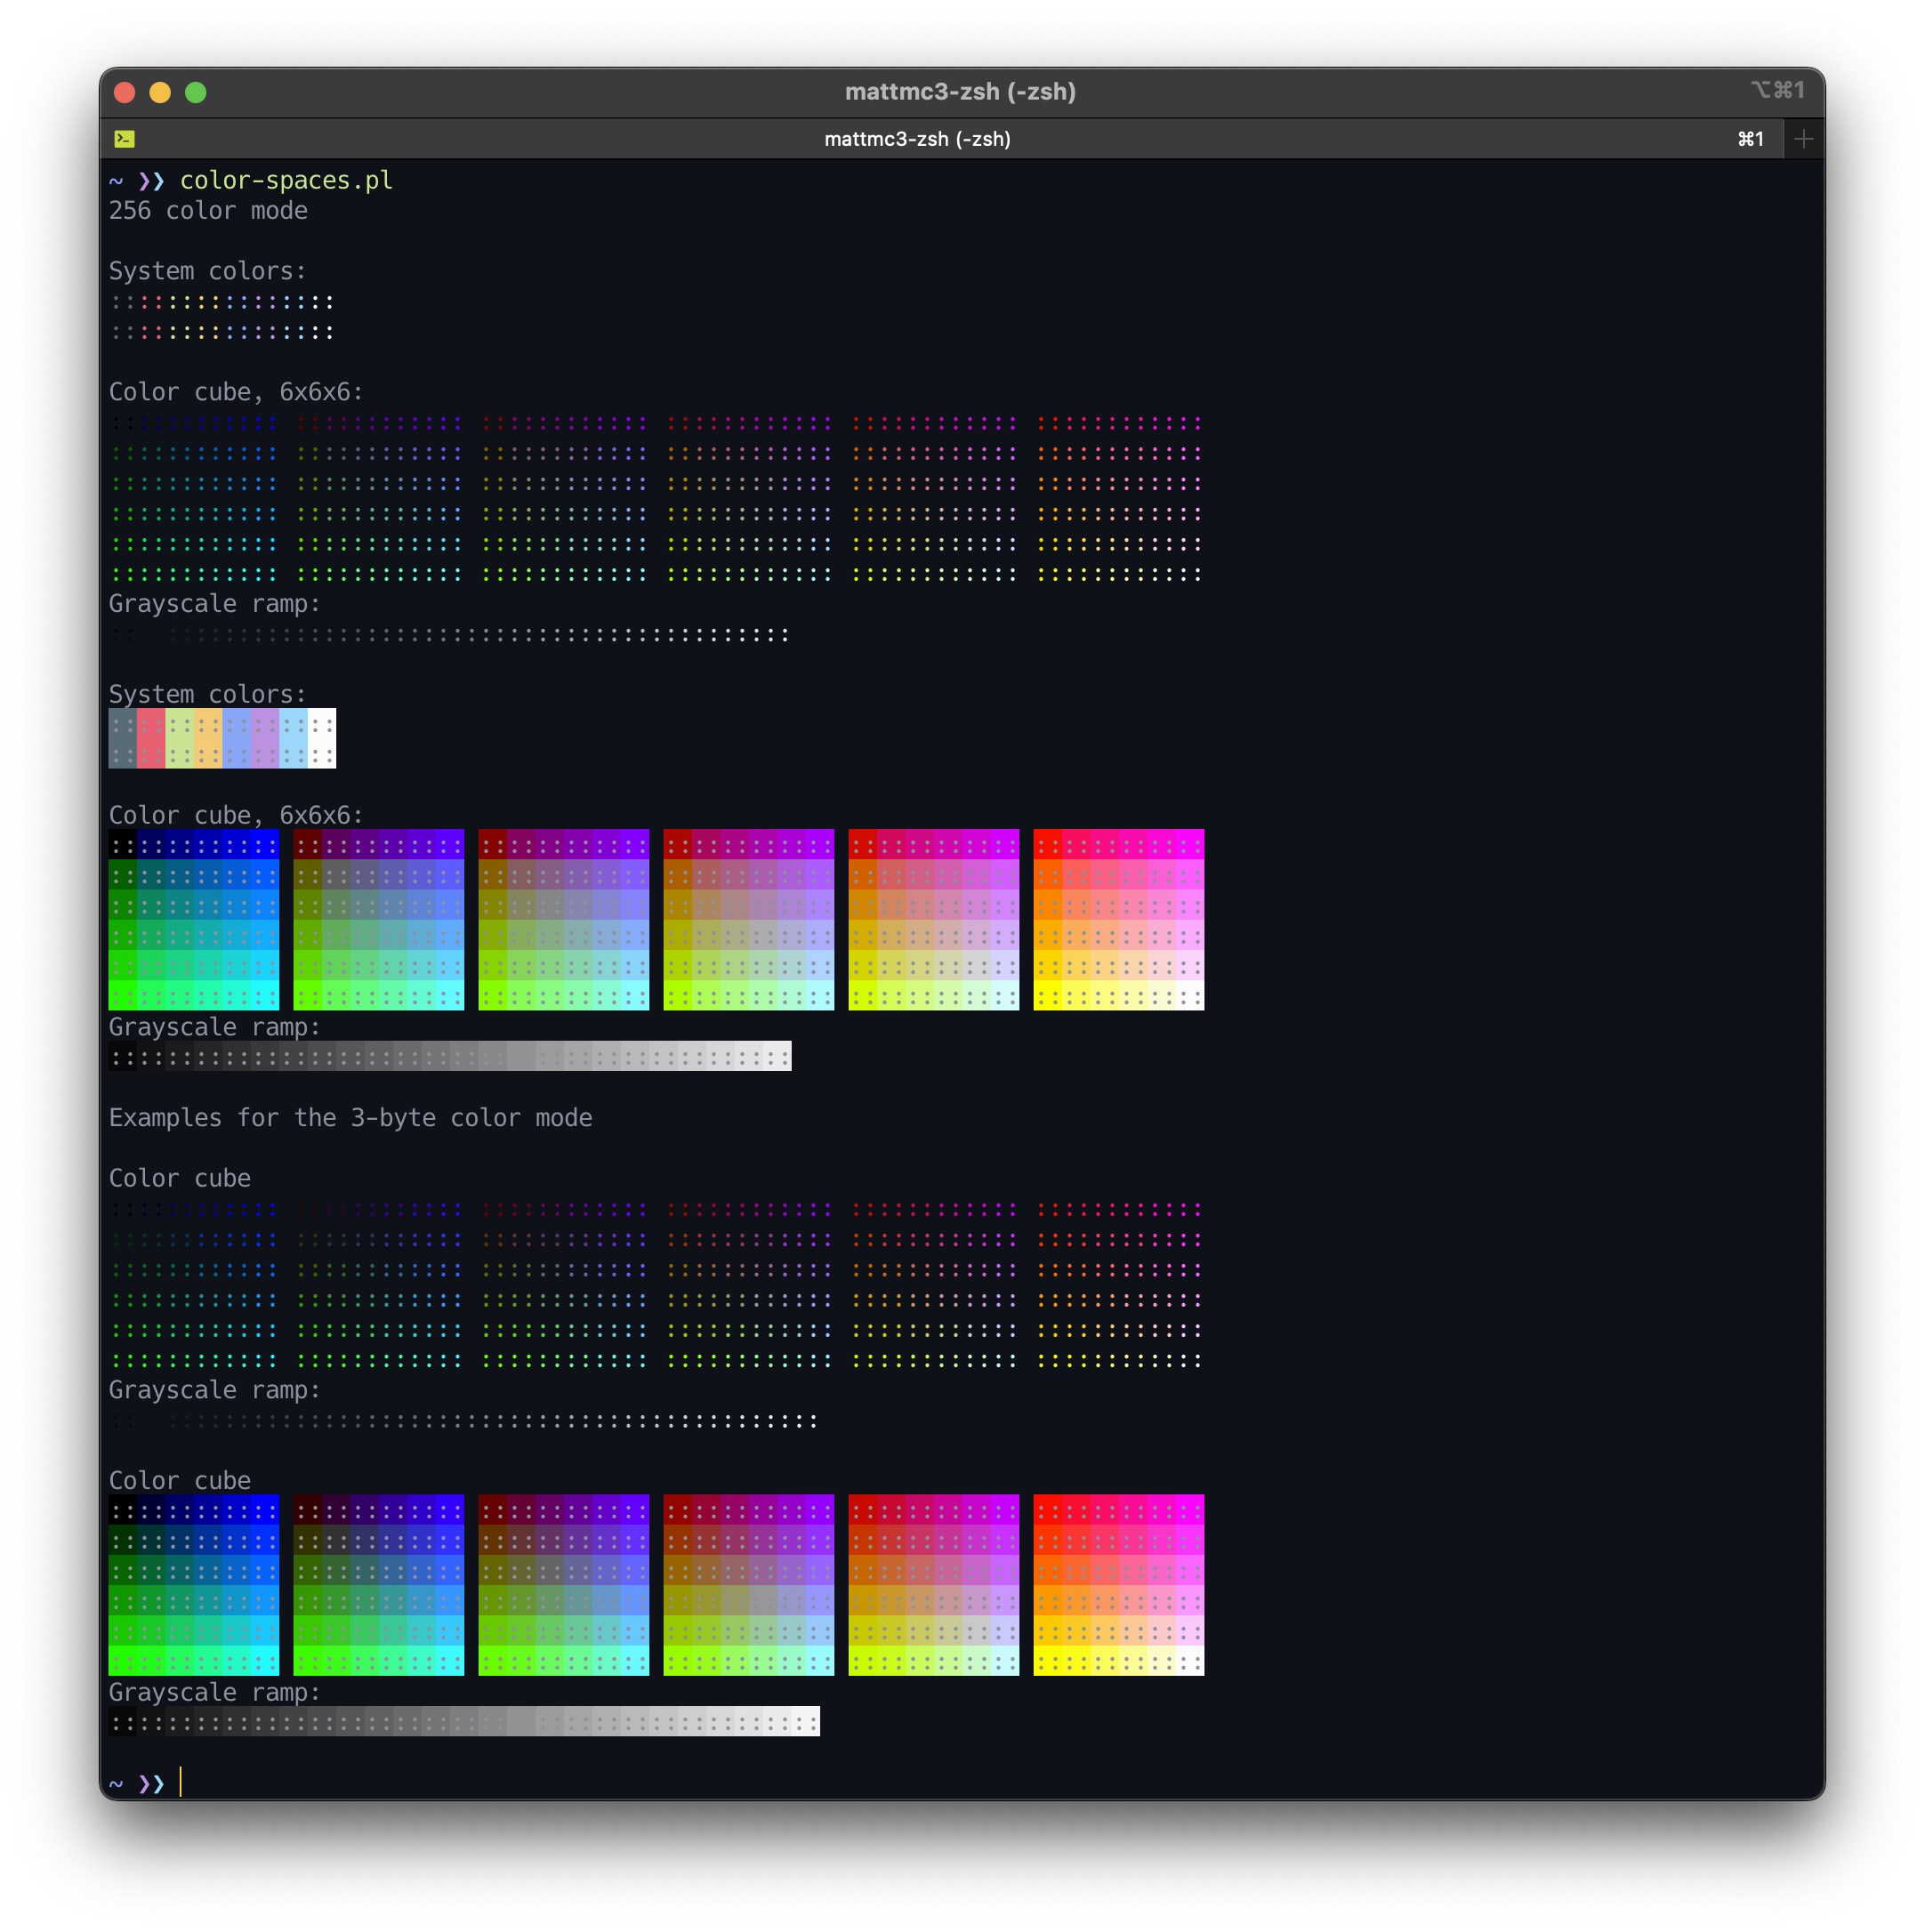 mattmc3-zsh (-zsh)
⌥⌘1
mattmc3-zsh (-zsh)
⌘1
~ ❯❯ color-spaces.pl
256 color mode
System colors:
::::::::::::::::
::::::::::::::::
Color cube, 6x6x6:
:::::::::::: :::::::::::: :::::::::::: :::::::::::: :::::::::::: ::::::::::::
:::::::::::: :::::::::::: :::::::::::: :::::::::::: :::::::::::: ::::::::::::
:::::::::::: :::::::::::: :::::::::::: :::::::::::: :::::::::::: ::::::::::::
:::::::::::: :::::::::::: :::::::::::: :::::::::::: :::::::::::: ::::::::::::
:::::::::::: :::::::::::: :::::::::::: :::::::::::: :::::::::::: ::::::::::::
:::::::::::: :::::::::::: :::::::::::: :::::::::::: :::::::::::: ::::::::::::
Grayscale ramp:
::::::::::::::::::::::::::::::::::::::::::::::::
System colors:
::::::::::::::::
::::::::::::::::
Color cube, 6x6x6:
:::::::::::: :::::::::::: :::::::::::: :::::::::::: :::::::::::: ::::::::::::
:::::::::::: :::::::::::: :::::::::::: :::::::::::: :::::::::::: ::::::::::::
:::::::::::: :::::::::::: :::::::::::: :::::::::::: :::::::::::: ::::::::::::
:::::::::::: :::::::::::: :::::::::::: :::::::::::: :::::::::::: ::::::::::::
:::::::::::: :::::::::::: :::::::::::: :::::::::::: :::::::::::: ::::::::::::
:::::::::::: :::::::::::: :::::::::::: :::::::::::: :::::::::::: ::::::::::::
Grayscale ramp:
::::::::::::::::::::::::::::::::::::::::::::::::
Examples for the 3-byte color mode
Color cube
:::::::::::: :::::::::::: :::::::::::: :::::::::::: :::::::::::: ::::::::::::
:::::::::::: :::::::::::: :::::::::::: :::::::::::: :::::::::::: ::::::::::::
:::::::::::: :::::::::::: :::::::::::: :::::::::::: :::::::::::: ::::::::::::
:::::::::::: :::::::::::: :::::::::::: :::::::::::: :::::::::::: ::::::::::::
:::::::::::: :::::::::::: :::::::::::: :::::::::::: :::::::::::: ::::::::::::
:::::::::::: :::::::::::: :::::::::::: :::::::::::: :::::::::::: ::::::::::::
Grayscale ramp:
::::::::::::::::::::::::::::::::::::::::::::::::::
Color cube
:::::::::::: :::::::::::: :::::::::::: :::::::::::: :::::::::::: ::::::::::::
:::::::::::: :::::::::::: :::::::::::: :::::::::::: :::::::::::: ::::::::::::
:::::::::::: :::::::::::: :::::::::::: :::::::::::: :::::::::::: ::::::::::::
:::::::::::: :::::::::::: :::::::::::: :::::::::::: :::::::::::: ::::::::::::
:::::::::::: :::::::::::: :::::::::::: :::::::::::: :::::::::::: ::::::::::::
:::::::::::: :::::::::::: :::::::::::: :::::::::::: :::::::::::: ::::::::::::
Grayscale ramp:
::::::::::::::::::::::::::::::::::::::::::::::::::
~ ❯❯